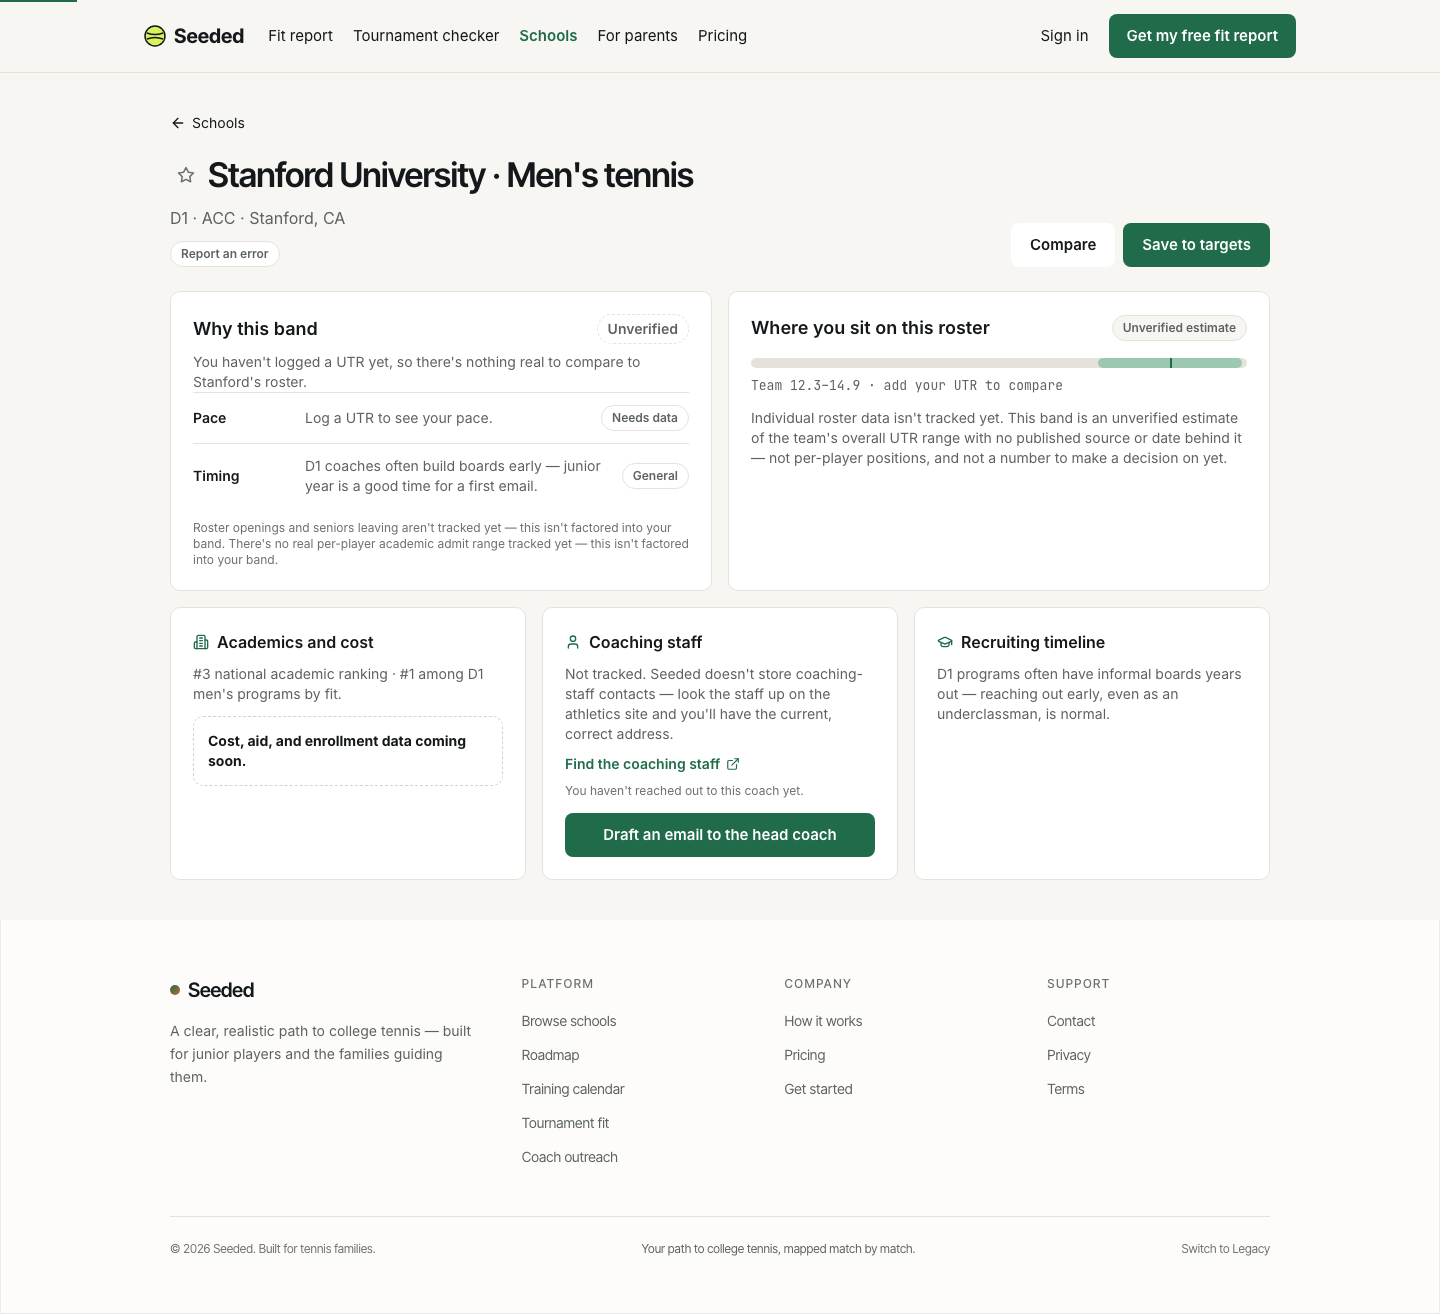 Seeded
Fit report
Tournament checker
Schools
For parents
Pricing
Sign in
Get my free fit report
Schools
Stanford University · Men's tennis
D1 · ACC · Stanford, CA
Report an error
Compare
Save to targets
Why this band
Unverified
You haven't logged a UTR yet, so there's nothing real to compare to
Stanford's roster.
Pace
Log a UTR to see your pace.
Needs data
Timing
D1 coaches often build boards early — junior
year is a good time for a first email.
General
Roster openings and seniors leaving aren't tracked yet — this isn't factored into your
band. There's no real per-player academic admit range tracked yet — this isn't factored
into your band.
Where you sit on this roster
Unverified estimate
Team 12.3–14.9 · add your UTR to compare
Individual roster data isn't tracked yet. This band is an unverified estimate
of the team's overall UTR range with no published source or date behind it
— not per-player positions, and not a number to make a decision on yet.
Academics and cost
#3 national academic ranking · #1 among D1
men's programs by fit.
Cost, aid, and enrollment data coming
soon.
Coaching staff
Not tracked. Seeded doesn't store coaching-
staff contacts — look the staff up on the
athletics site and you'll have the current,
correct address.
Find the coaching staff
You haven't reached out to this coach yet.
Draft an email to the head coach
Recruiting timeline
D1 programs often have informal boards years
out — reaching out early, even as an
underclassman, is normal.
Seeded
A clear, realistic path to college tennis — built
for junior players and the families guiding
them.
PLATFORM
Browse schools
Roadmap
Training calendar
Tournament fit
Coach outreach
COMPANY
How it works
Pricing
Get started
SUPPORT
Contact
Privacy
Terms
© 2026 Seeded. Built for tennis families.
Your path to college tennis, mapped match by match.
Switch to Legacy